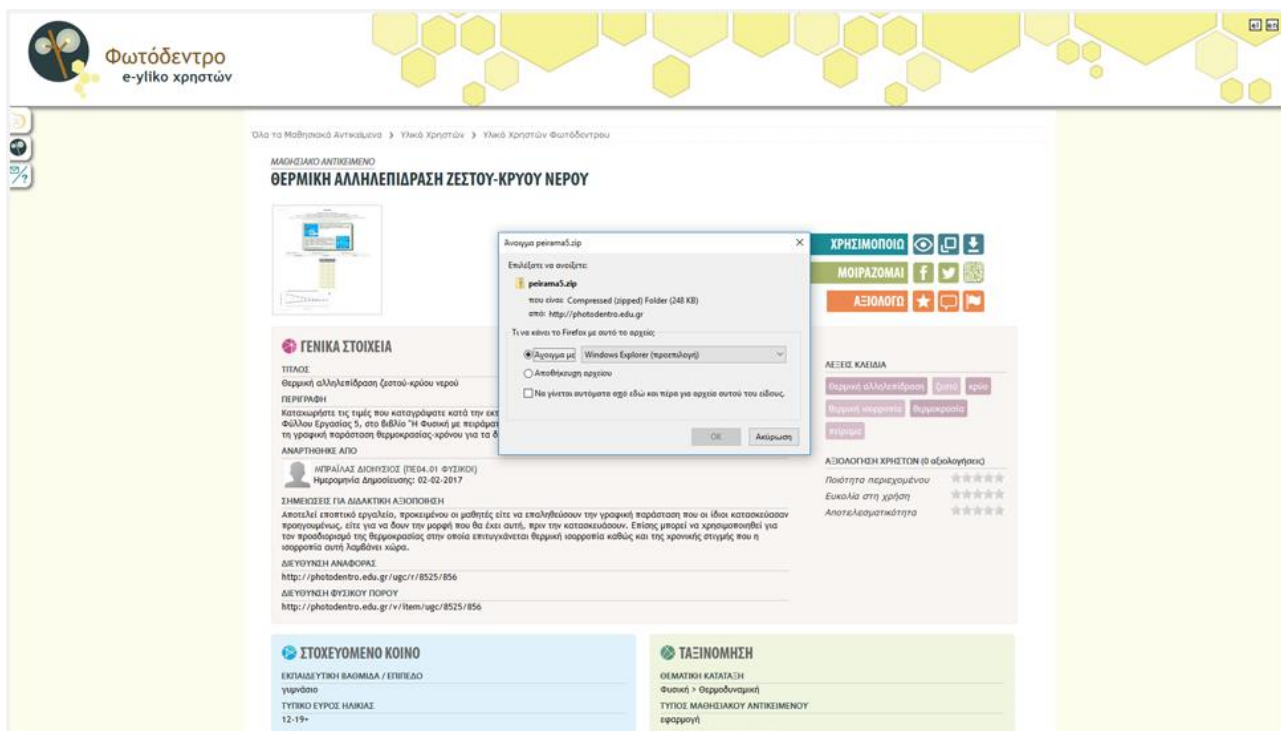 el en
Φωτόδεντρο
e-yliko χρηστών
Όλα τα Μαθησιακά Αντικείμενα > Υλικό Χρηστών > Υλικό Χρηστών Φωτόδεντρου
ΜΑΘΗΣΙΑΚΟ ΑΝΤΙΚΕΙΜΕΝΟ
ΘΕΡΜΙΚΗ ΑΛΛΗΛΕΠΙΔΡΑΣΗ ΖΕΣΤΟΥ-ΚΡΥΟΥ ΝΕΡΟΥ
Άνοιγμα peirama5.zip
Επιλέξατε να ανοίξετε:
peirama5.zip
που είναι: Compressed (zipped) Folder (248 KB)
από: http://photodentro.edu.gr
Τι να κάνει το Firefox με αυτό το αρχείο;
Άνοιγμα με Windows Explorer (προεπιλογή)
Αποθήκευση αρχείου
Να γίνεται αυτόματα από εδώ και πέρα για αρχεία αυτού του είδους.
OK Ακύρωση
ΧΡΗΣΙΜΟΠΟΙΩ
ΜΟΙΡΑΖΟΜΑΙ
ΑΞΙΟΛΟΓΩ
ΓΕΝΙΚΑ ΣΤΟΙΧΕΙΑ
ΤΙΤΛΟΣ
Θερμική αλληλεπίδραση ζεστού-κρύου νερού
ΠΕΡΙΓΡΑΦΗ
Καταχωρήστε τις τιμές που καταγράψατε κατά την εκτ
Φύλλου Εργασίας 5, στο βιβλίο "Η Φυσική με πειράματ
τη γραφική παράσταση θερμοκρασίας-χρόνου για τα δ
ΑΝΑΡΤΗΘΗΚΕ ΑΠΟ
ΜΠΡΑΪΛΑΣ ΔΙΟΝΥΣΙΟΣ (ΠΕ04.01 ΦΥΣΙΚΟΙ)
Ημερομηνία Δημοσίευσης: 02-02-2017
ΣΗΜΕΙΩΣΕΙΣ ΓΙΑ ΔΙΔΑΚΤΙΚΗ ΑΞΙΟΠΟΙΗΣΗ
Αποτελεί εποπτικό εργαλείο, προκειμένου οι μαθητές είτε να επαληθεύσουν την γραφική παράσταση που οι ίδιοι κατασκεύασαν
προηγουμένως, είτε για να δουν την μορφή που θα έχει αυτή, πριν την κατασκευάσουν. Επίσης μπορεί να χρησιμοποιηθεί για
τον προσδιορισμό της θερμοκρασίας στην οποία επιτυγχάνεται θερμική ισορροπία καθώς και της χρονικής στιγμής που η
ισορροπία αυτή λαμβάνει χώρα.
ΔΙΕΥΘΥΝΣΗ ΑΝΑΦΟΡΑΣ
http://photodentro.edu.gr/ugc/r/8525/856
ΔΙΕΥΘΥΝΣΗ ΦΥΣΙΚΟΥ ΠΟΡΟΥ
http://photodentro.edu.gr/v/item/ugc/8525/856
ΛΕΞΕΙΣ ΚΛΕΙΔΙΑ
θερμική αλληλεπίδραση ζεστό κρύο
θερμική ισορροπία θερμοκρασία
πείραμα
ΑΞΙΟΛΟΓΗΣΗ ΧΡΗΣΤΩΝ (0 αξιολογήσεις)
Ποιότητα περιεχομένου
Ευκολία στη χρήση
Αποτελεσματικότητα
ΣΤΟΧΕΥΟΜΕΝΟ ΚΟΙΝΟ
ΕΚΠΑΙΔΕΥΤΙΚΗ ΒΑΘΜΙΔΑ / ΕΠΙΠΕΔΟ
γυμνάσιο
ΤΥΠΙΚΟ ΕΥΡΟΣ ΗΛΙΚΙΑΣ
12-19+
ΤΑΞΙΝΟΜΗΣΗ
ΘΕΜΑΤΙΚΗ ΚΑΤΑΤΑΞΗ
Φυσική > Θερμοδυναμική
ΤΥΠΟΣ ΜΑΘΗΣΙΑΚΟΥ ΑΝΤΙΚΕΙΜΕΝΟΥ
εφαρμογή